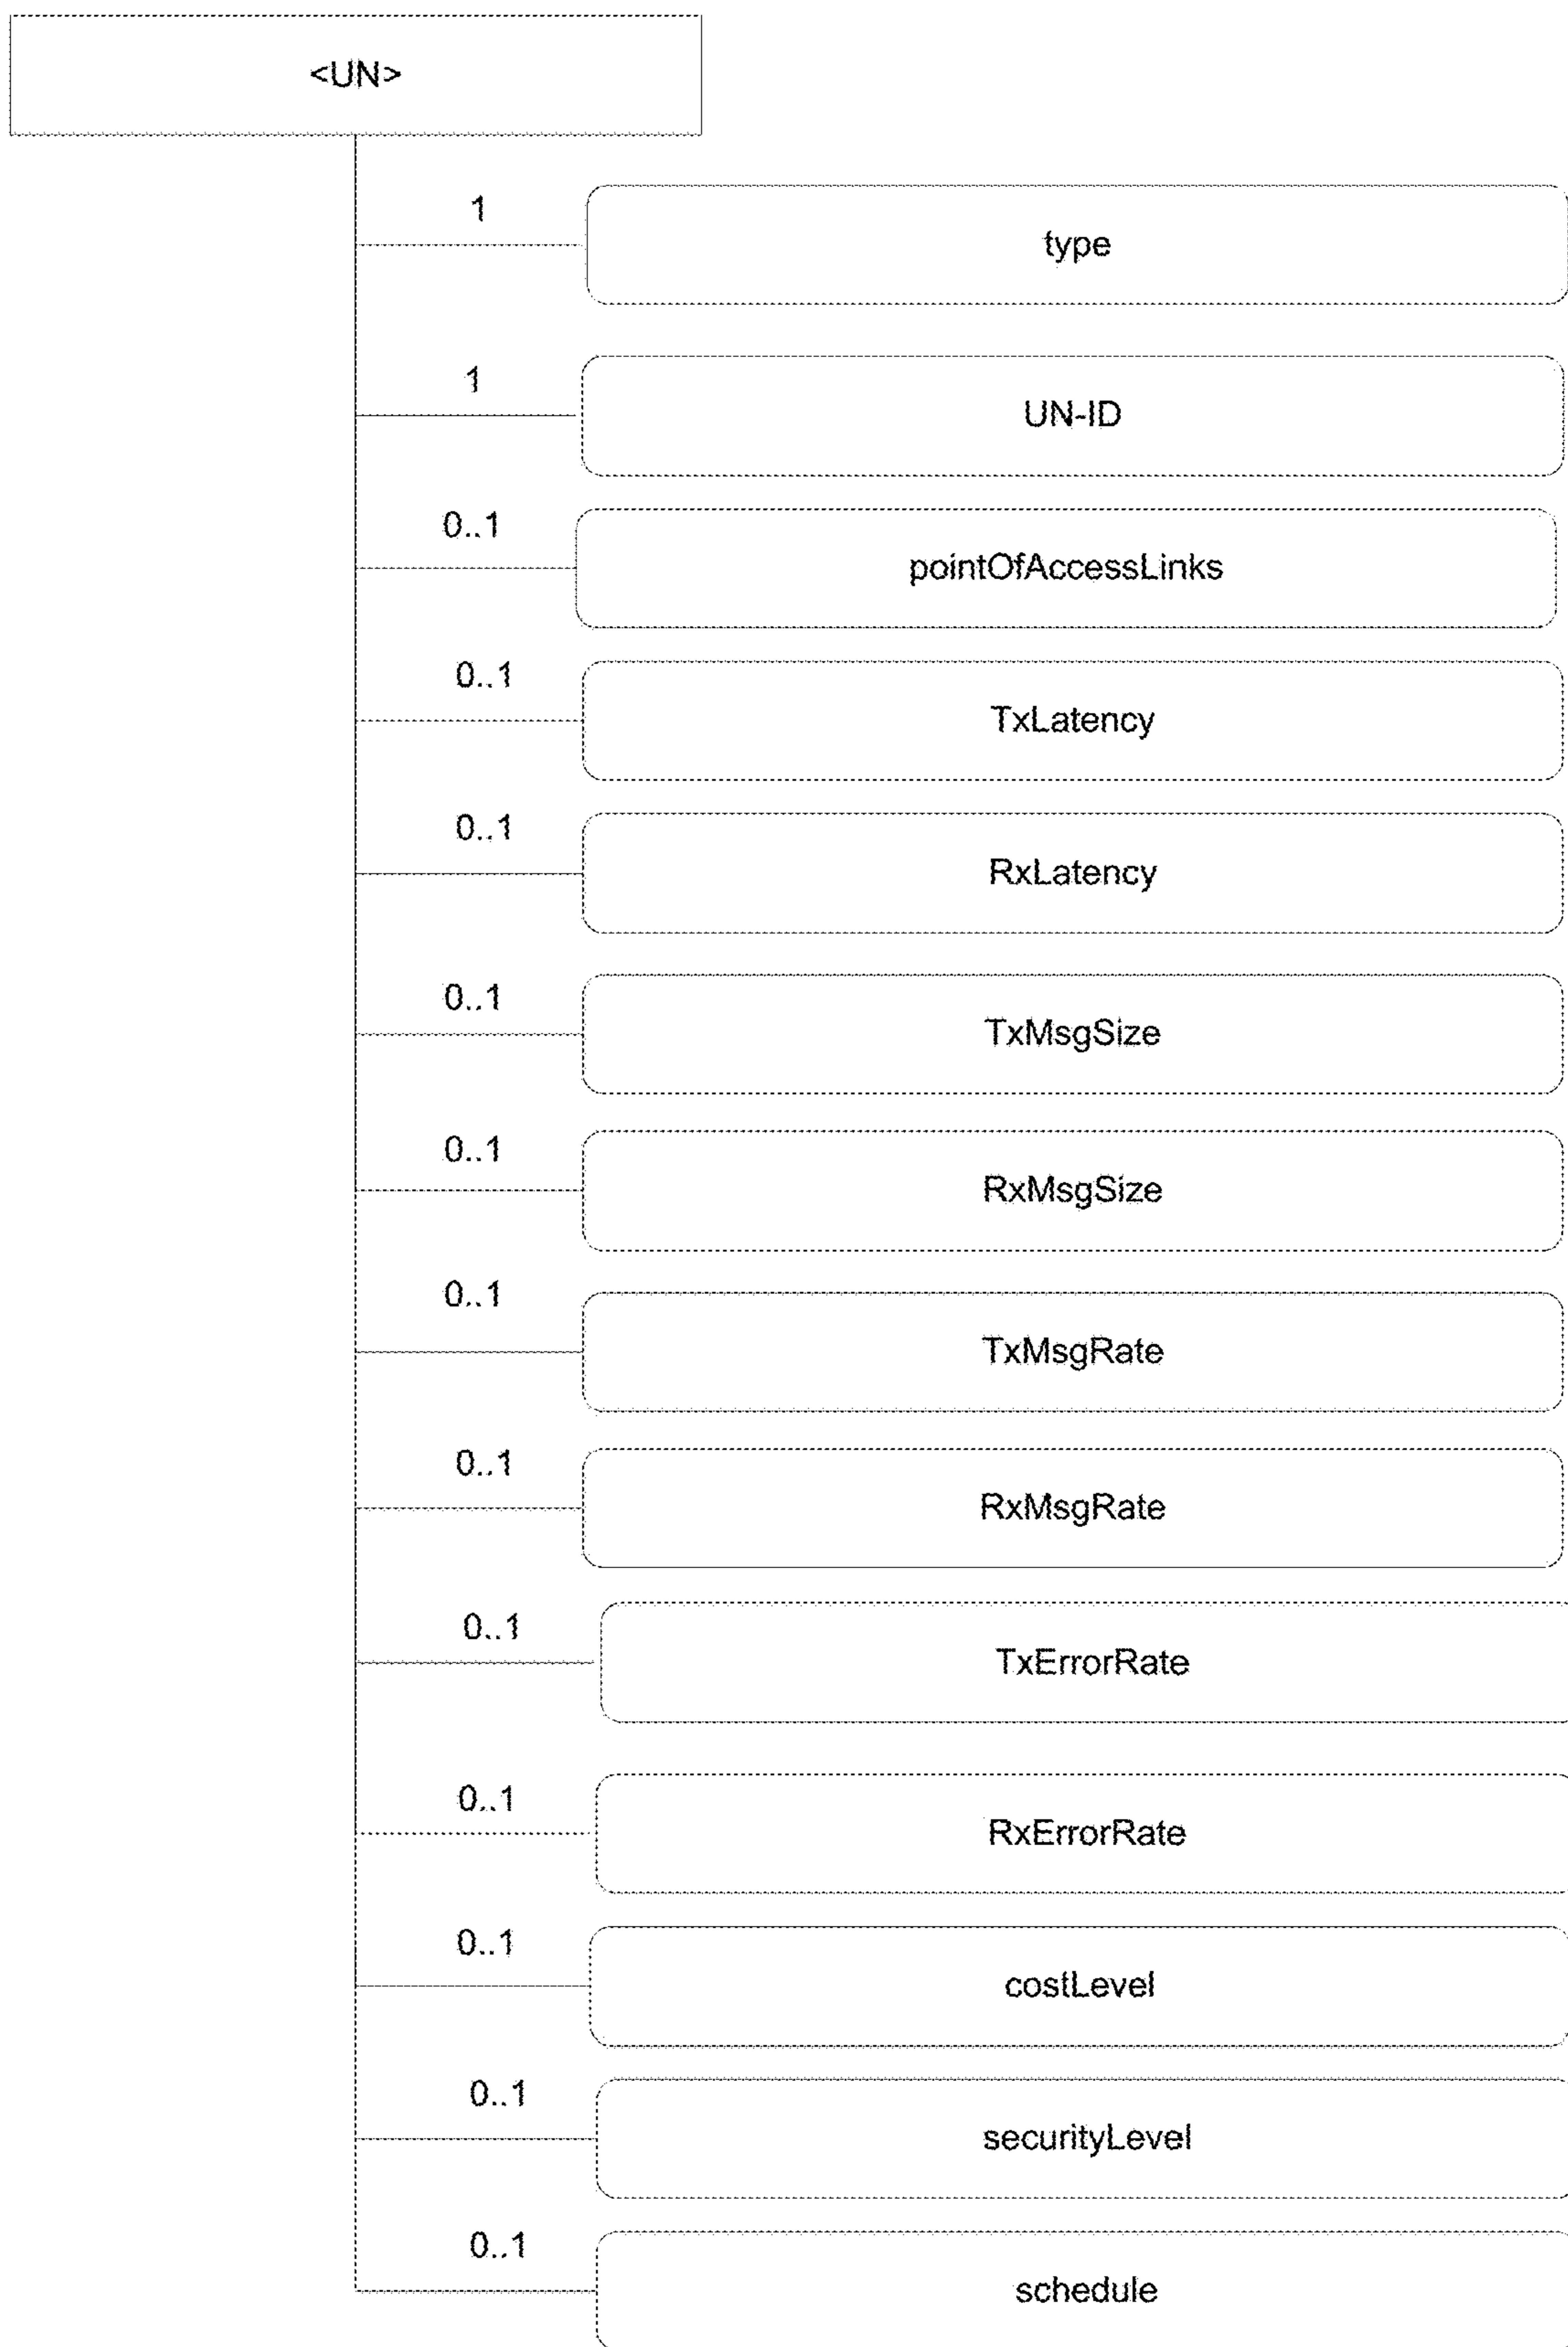 <UN>
1
type
1
UN-ID
0..1
pointOfAccessLinks
0..1
TxLatency
0..1
RxLatency
0..1
TxMsgSize
0..1
RxMsgSize
0..1
TxMsgRate
0..1
RxMsgRate
0..1
TxErrorRate
0..1
RxErrorRate
0..1
costLevel
0..1
securityLevel
0..1
schedule